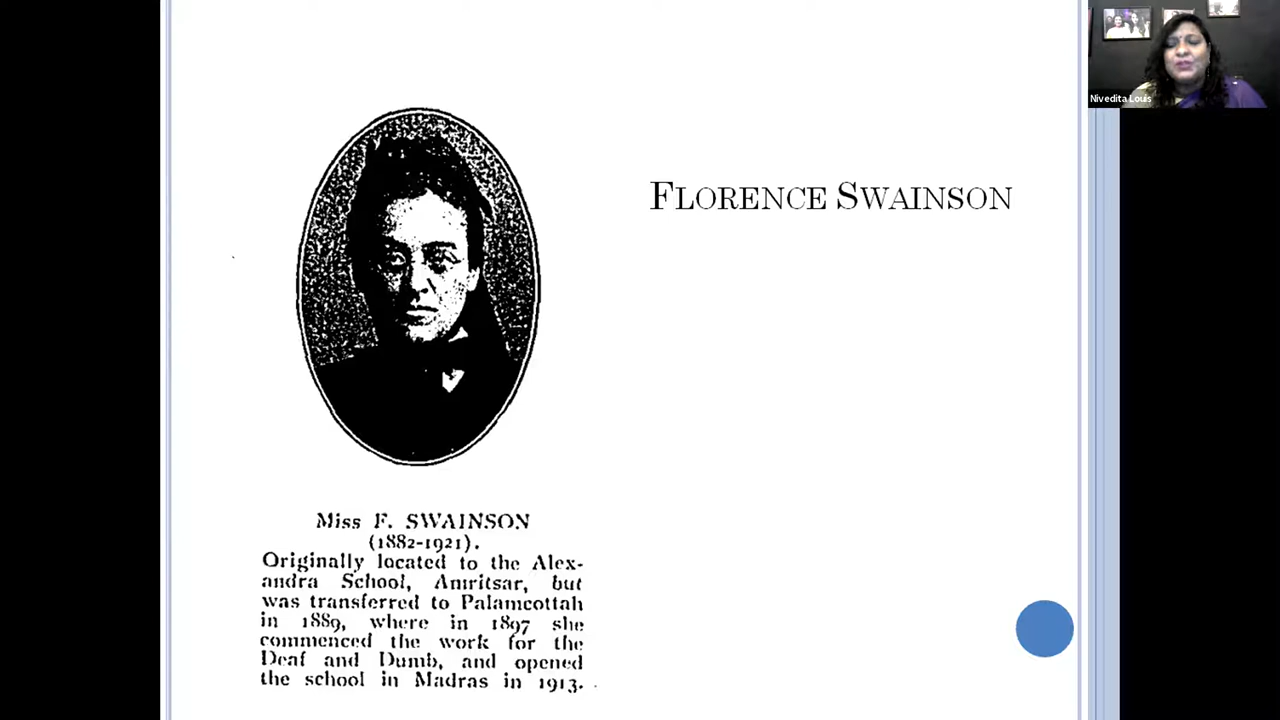 Nivedita Louis
FLORENCE SWAINSON
Miss F. SWAINSON
(1882-1921).
Originally located to the Alex-
andra School, Amritsar, but
was transferred to Palamcottah
in 1889, where in 1897 she
commenced the work for the
Deaf and Dumb, and opened
the school in Madras in 1913.